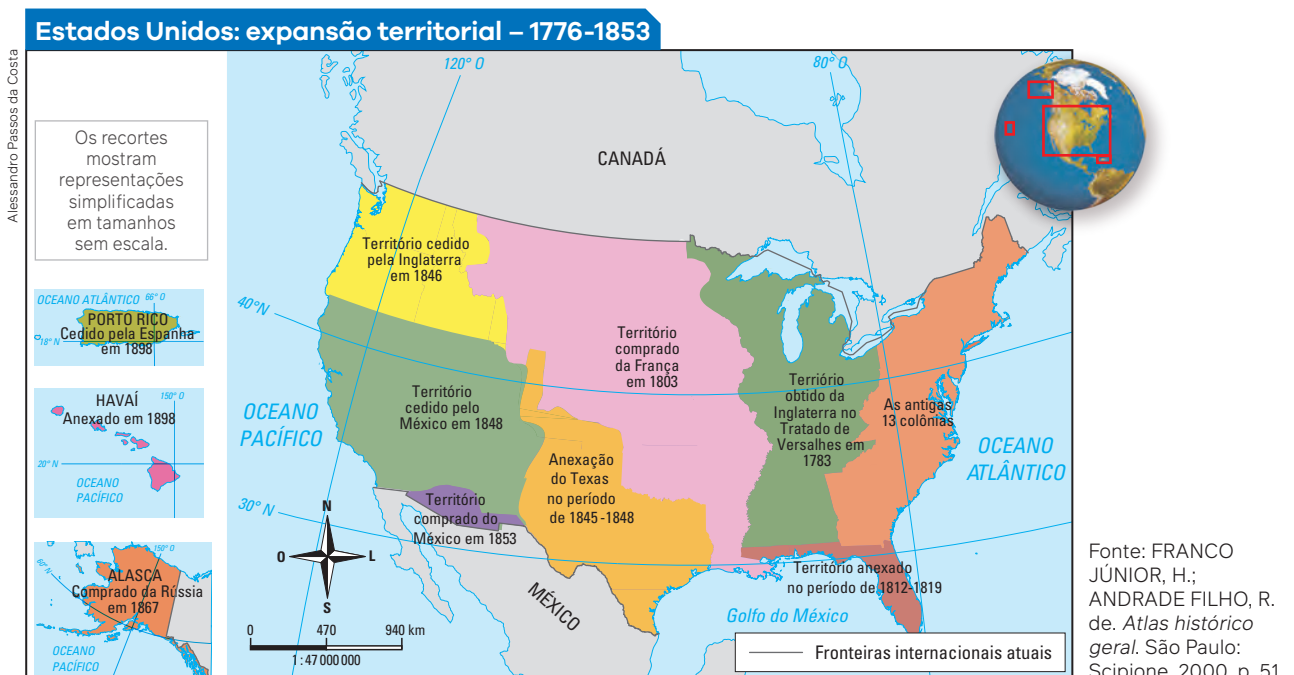 Estados Unidos: expansão territorial – 1776-1853
Alessandro Passos da Costa
Os recortes
mostram
representações
simplificadas
em tamanhos
sem escala.
OCEANO ATLÂNTICO 66° O
PORTO RICO
Cedido pela Espanha
18° N
em 1898
HAVAÍ
150° O
Anexado em 1898
20° N
OCEANO
PACÍFICO
150° O
60° N
ALASCA
Comprado da Rússia
em 1867
OCEANO
PACÍFICO
120° O
80° O
CANADÁ
Território cedido
pela Inglaterra
em 1846
40° N
Território
comprado
da França
em 1803
Terriório
obtido da
Inglaterra no
Tratado de
Versalhes em
1783
As antigas
13 colônias
Território
cedido pelo
México em 1848
OCEANO
PACÍFICO
OCEANO
ATLÂNTICO
Anexação
do Texas
no período
de 1845-1848
30° N
Território
comprado do
México em 1853
N
O
L
S
MÉXICO
Território anexado
no período de 1812-1819
Golfo do México
0 470 940 km
1 : 47 000 000
Fronteiras internacionais atuais
Fonte: FRANCO
JÚNIOR, H.;
ANDRADE FILHO, R.
de. Atlas histórico
geral. São Paulo:
Scipione, 2000. p. 51.